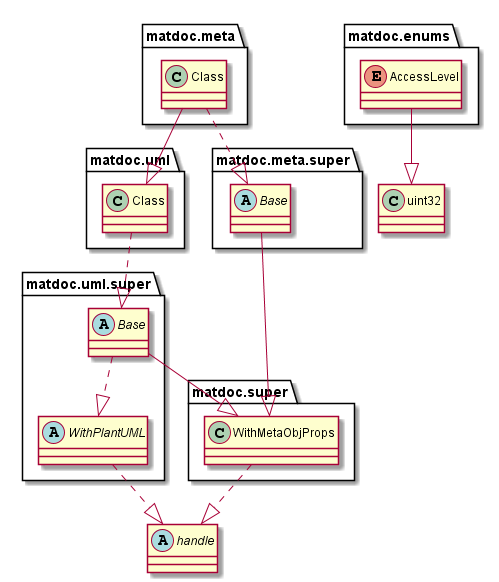 matdoc.meta
matdoc.enums
C Class
E AccessLevel
matdoc.uml
matdoc.meta.super
C Class
A Base
C uint32
matdoc.uml.super
A Base
matdoc.super
A WithPlantUML
C WithMetaObjProps
A handle